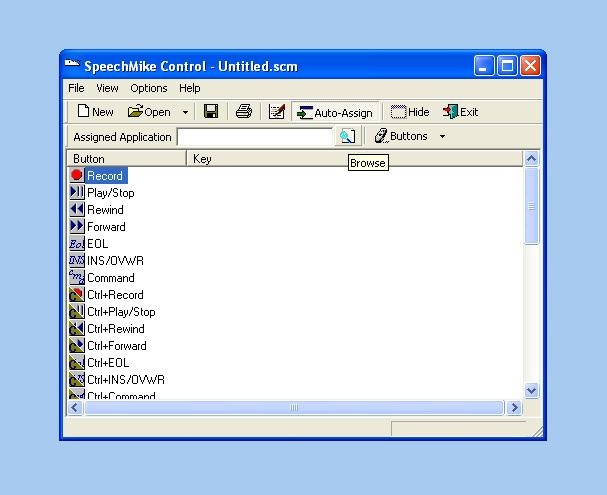 SpeechMike Control - Untitled.scm
File View Options Help
New Open Auto-Assign Hide Exit
Assigned Application Buttons
Browse
Button Key
Record
Play/Stop
Rewind
Forward
EOL
INS/OVWR
Command
Ctrl+Record
Ctrl+Play/Stop
Ctrl+Rewind
Ctrl+Forward
Ctrl+EOL
Ctrl+INS/OVWR
Ctrl+Command